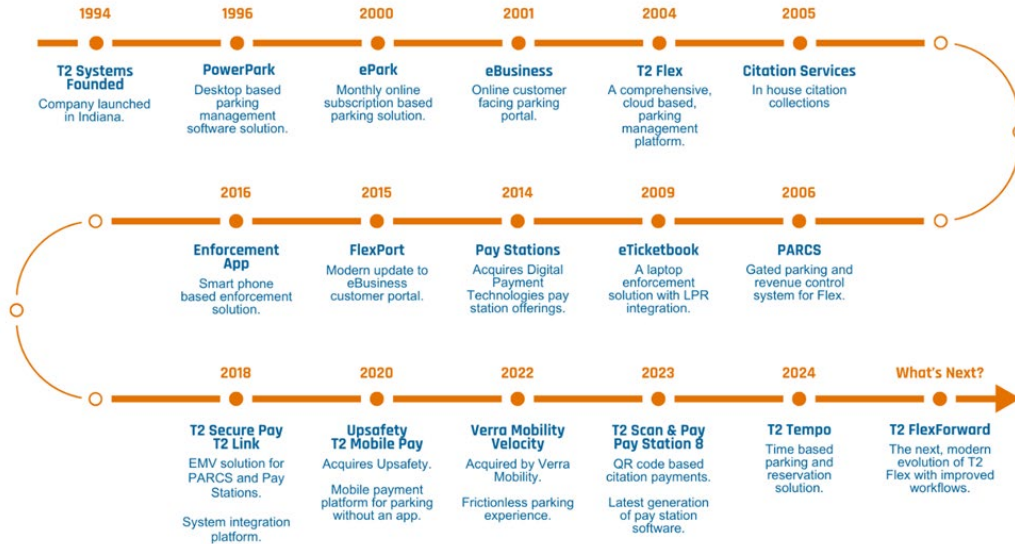 1994
T2 Systems
Founded
Company launched
in Indiana.
1996
PowerPark
Desktop based
parking
management
software solution.
2000
ePark
Monthly online
subscription based
parking solution.
2001
eBusiness
Online customer
facing parking
portal.
2004
T2 Flex
A comprehensive,
cloud based,
parking
management
platform.
2005
Citation Services
In house citation
collections
2006
PARCS
Gated parking and
revenue control
system for Flex.
2009
eTicketbook
A laptop
enforcement
solution with LPR
integration.
2014
Pay Stations
Acquires Digital
Payment
Technologies pay
station offerings.
2015
FlexPort
Modern update to
eBusiness
customer portal.
2016
Enforcement
App
Smart phone
based enforcement
solution.
2018
T2 Secure Pay
T2 Link
EMV solution for
PARCS and Pay
Stations.
System integration
platform.
2020
Upsafety
T2 Mobile Pay
Acquires Upsafety.
Mobile payment
platform for parking
without an app.
2022
Verra Mobility
Velocity
Acquired by Verra
Mobility.
Frictionless parking
experience.
2023
T2 Scan & Pay
Pay Station 8
QR code based
citation payments.
Latest generation
of pay station
software.
2024
T2 Tempo
Time based
parking and
reservation
solution.
What's Next?
T2 FlexForward
The next, modern
evolution of T2
Flex with improved
workflows.